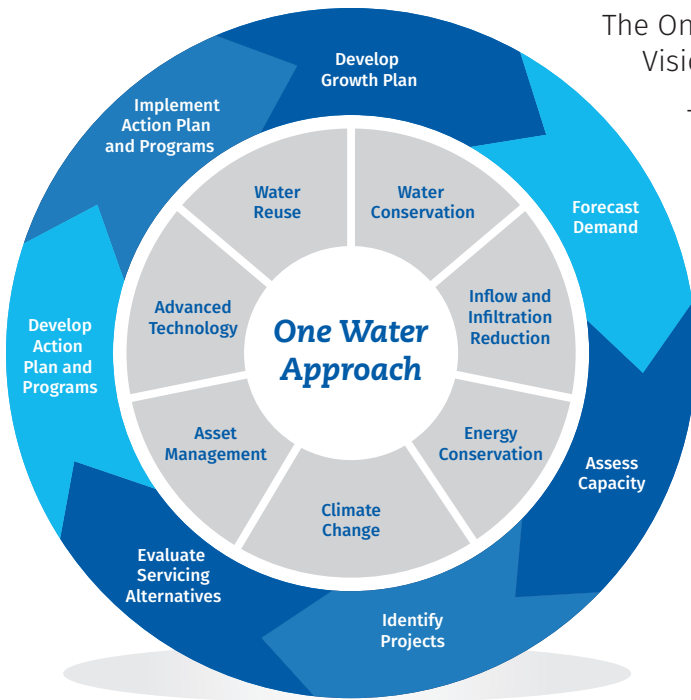 The On
Visi
Develop
Growth Plan
Forecast
Demand
Assess
Capacity
Identify
Projects
Evaluate
Servicing
Alternatives
Develop
Action
Plan and
Programs
Implement
Action Plan
and Programs
Water
Conservation
Inflow and
Infiltration
Reduction
Energy
Conservation
Climate
Change
Asset
Management
Advanced
Technology
Water
Reuse
One Water
Approach